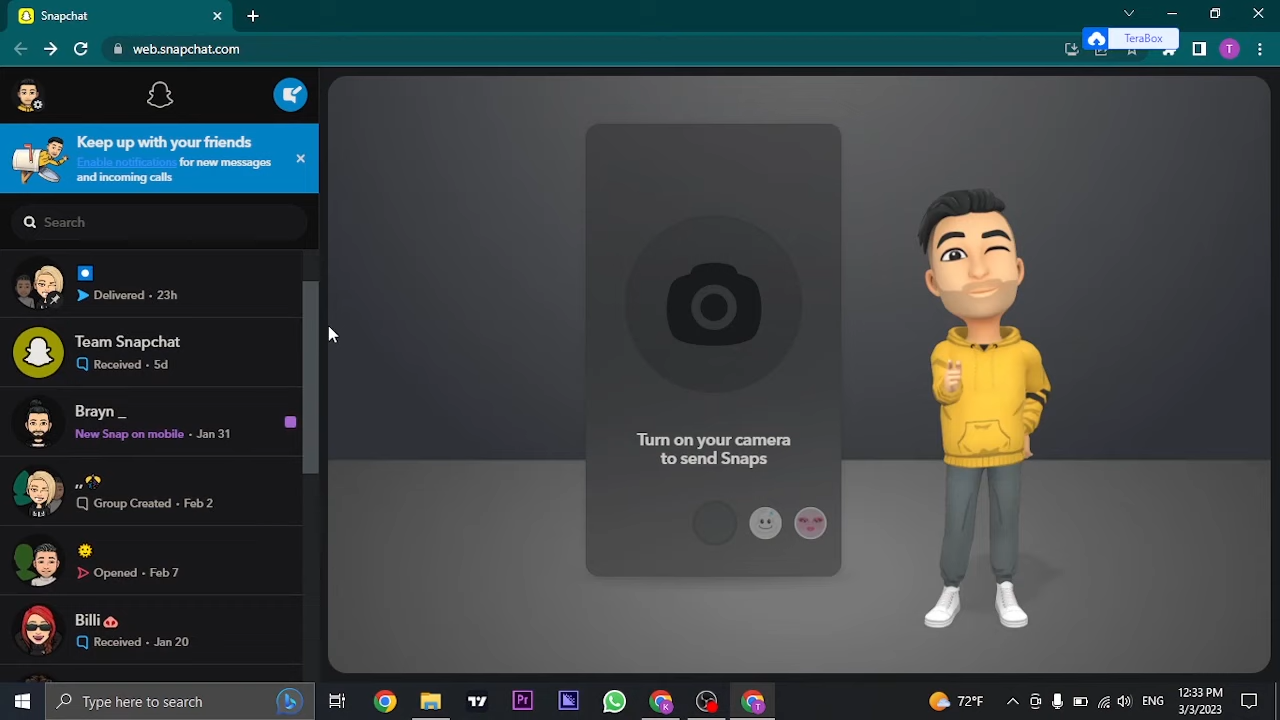 Snapchat
web.snapchat.com
TeraBox
Keep up with your friends
Enable notifications for new messages
and incoming calls
Search
Delivered · 23h
Team Snapchat
Received · 5d
Brayn _
New Snap on mobile · Jan 31
,,
Group Created · Feb 2
Opened · Feb 7
Billi
Received · Jan 20
Turn on your camera
to send Snaps
Type here to search
72°F
ENG
12:33 PM
3/3/2023
T
Pr
K
T